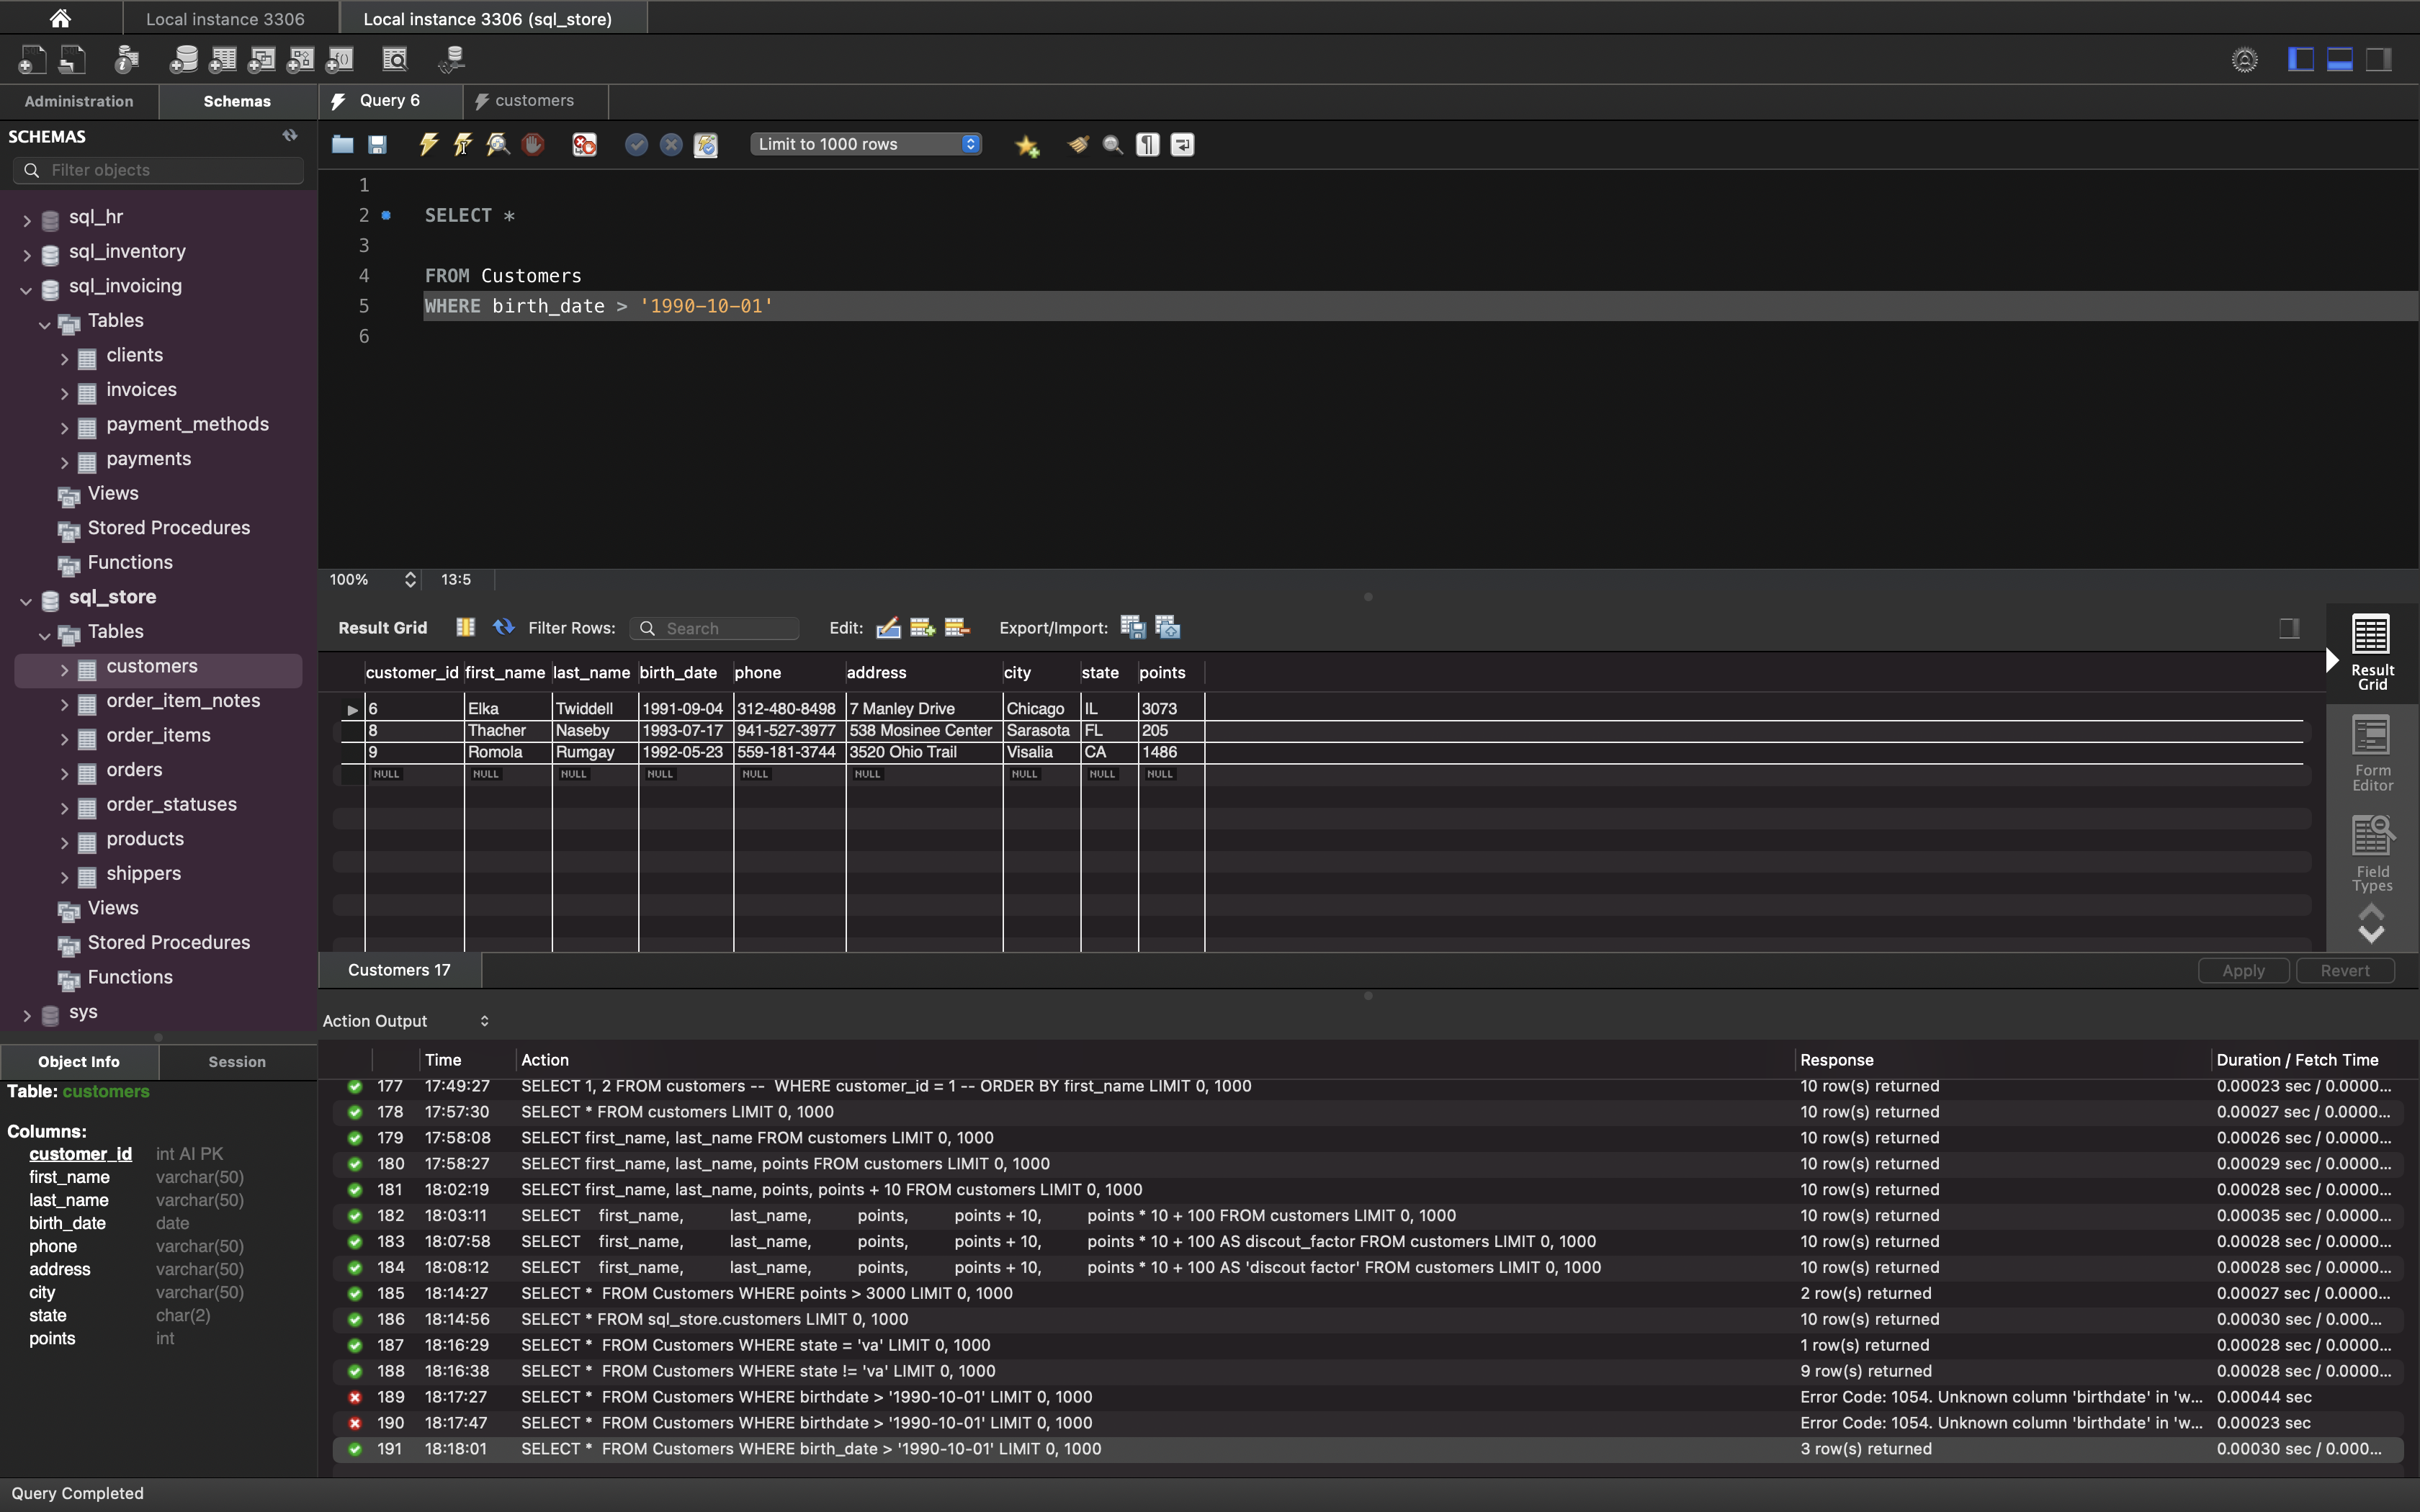 Local instance 3306
Local instance 3306 (sql_store)
Administration
Schemas
Query 6
customers
SCHEMAS
Filter objects
Limit to 1000 rows
sql_hr
sql_inventory
sql_invoicing
Tables
clients
invoices
payment_methods
payments
Views
Stored Procedures
Functions
sql_store
Tables
customers
order_item_notes
order_items
orders
order_statuses
products
shippers
Views
Stored Procedures
Functions
sys
1
2 SELECT *
3
4 FROM Customers
5 WHERE birth_date > '1990-10-01'
6
100% 13:5
Result Grid Filter Rows: Search Edit: Export/Import:
customer_id first_name last_name birth_date phone address city state points
6 Elka Twiddell 1991-09-04 312-480-8498 7 Manley Drive Chicago IL 3073
8 Thacher Naseby 1993-07-17 941-527-3977 538 Mosinee Center Sarasota FL 205
9 Romola Rumgay 1992-05-23 559-181-3744 3520 Ohio Trail Visalia CA 1486
NULL NULL NULL NULL NULL NULL NULL NULL NULL
Result
Grid
Form
Editor
Field
Types
Customers 17
Apply Revert
Action Output
Time Action Response Duration / Fetch Time
177 17:49:27 SELECT 1, 2 FROM customers -- WHERE customer_id = 1 -- ORDER BY first_name LIMIT 0, 1000 10 row(s) returned 0.00023 sec / 0.0000...
178 17:57:30 SELECT * FROM customers LIMIT 0, 1000 10 row(s) returned 0.00027 sec / 0.0000...
179 17:58:08 SELECT first_name, last_name FROM customers LIMIT 0, 1000 10 row(s) returned 0.00026 sec / 0.0000...
180 17:58:27 SELECT first_name, last_name, points FROM customers LIMIT 0, 1000 10 row(s) returned 0.00029 sec / 0.0000...
181 18:02:19 SELECT first_name, last_name, points, points + 10 FROM customers LIMIT 0, 1000 10 row(s) returned 0.00028 sec / 0.0000...
182 18:03:11 SELECT first_name, last_name, points, points + 10, points * 10 + 100 FROM customers LIMIT 0, 1000 10 row(s) returned 0.00035 sec / 0.0000...
183 18:07:58 SELECT first_name, last_name, points, points + 10, points * 10 + 100 AS discout_factor FROM customers LIMIT 0, 1000 10 row(s) returned 0.00028 sec / 0.0000...
184 18:08:12 SELECT first_name, last_name, points, points + 10, points * 10 + 100 AS 'discout factor' FROM customers LIMIT 0, 1000 10 row(s) returned 0.00028 sec / 0.0000...
185 18:14:27 SELECT * FROM Customers WHERE points > 3000 LIMIT 0, 1000 2 row(s) returned 0.00027 sec / 0.0000...
186 18:14:56 SELECT * FROM sql_store.customers LIMIT 0, 1000 10 row(s) returned 0.00030 sec / 0.000...
187 18:16:29 SELECT * FROM Customers WHERE state = 'va' LIMIT 0, 1000 1 row(s) returned 0.00028 sec / 0.0000...
188 18:16:38 SELECT * FROM Customers WHERE state != 'va' LIMIT 0, 1000 9 row(s) returned 0.00028 sec / 0.0000...
189 18:17:27 SELECT * FROM Customers WHERE birthdate > '1990-10-01' LIMIT 0, 1000 Error Code: 1054. Unknown column 'birthdate' in 'w... 0.00044 sec
190 18:17:47 SELECT * FROM Customers WHERE birthdate > '1990-10-01' LIMIT 0, 1000 Error Code: 1054. Unknown column 'birthdate' in 'w... 0.00023 sec
191 18:18:01 SELECT * FROM Customers WHERE birth_date > '1990-10-01' LIMIT 0, 1000 3 row(s) returned 0.00030 sec / 0.000...
Object Info Session
Table: customers
Columns:
customer_id int AI PK
first_name varchar(50)
last_name varchar(50)
birth_date date
phone varchar(50)
address varchar(50)
city varchar(50)
state char(2)
points int
Query Completed